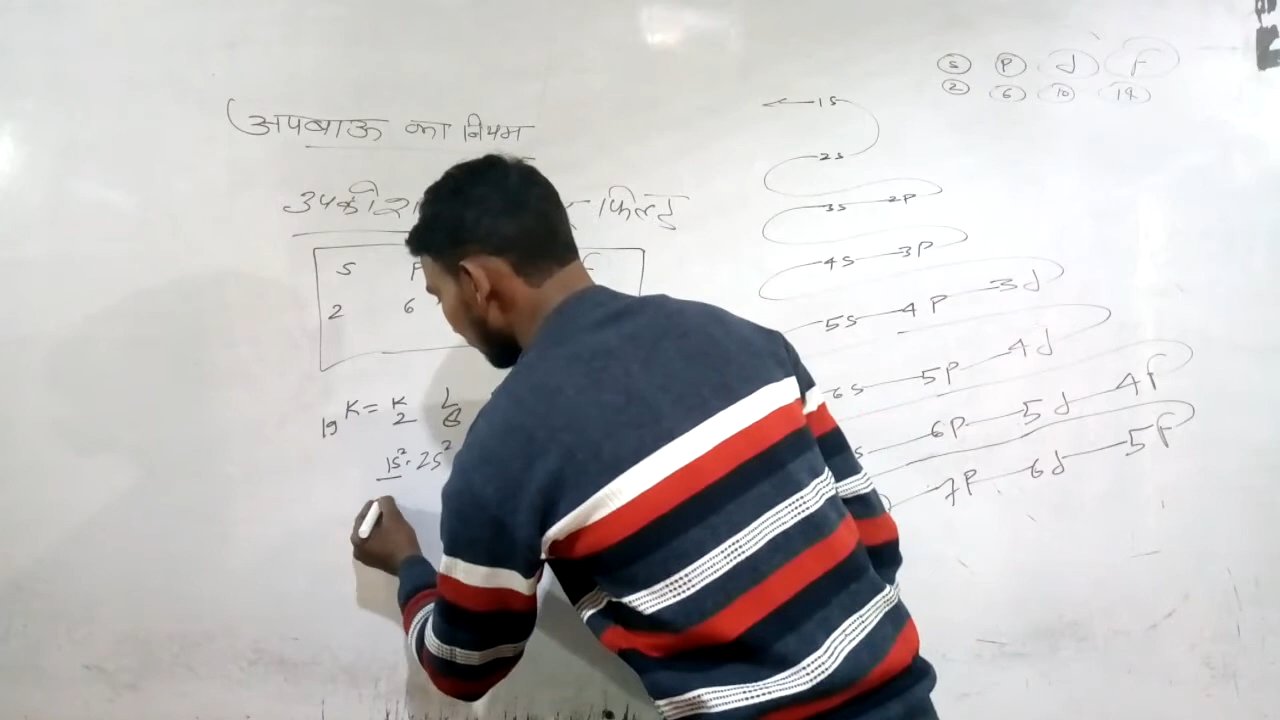 S P d F
2 6 10 14
अपबाऊ का नियम
1S
2S
3S 2P
4S 3P
5S 4P 3d
6S 5P 4d
S 6P 5d 4F
7P 6d 5F
फिल्ड
S P
2 6
19 K = K L
2 8
1S² 2S²